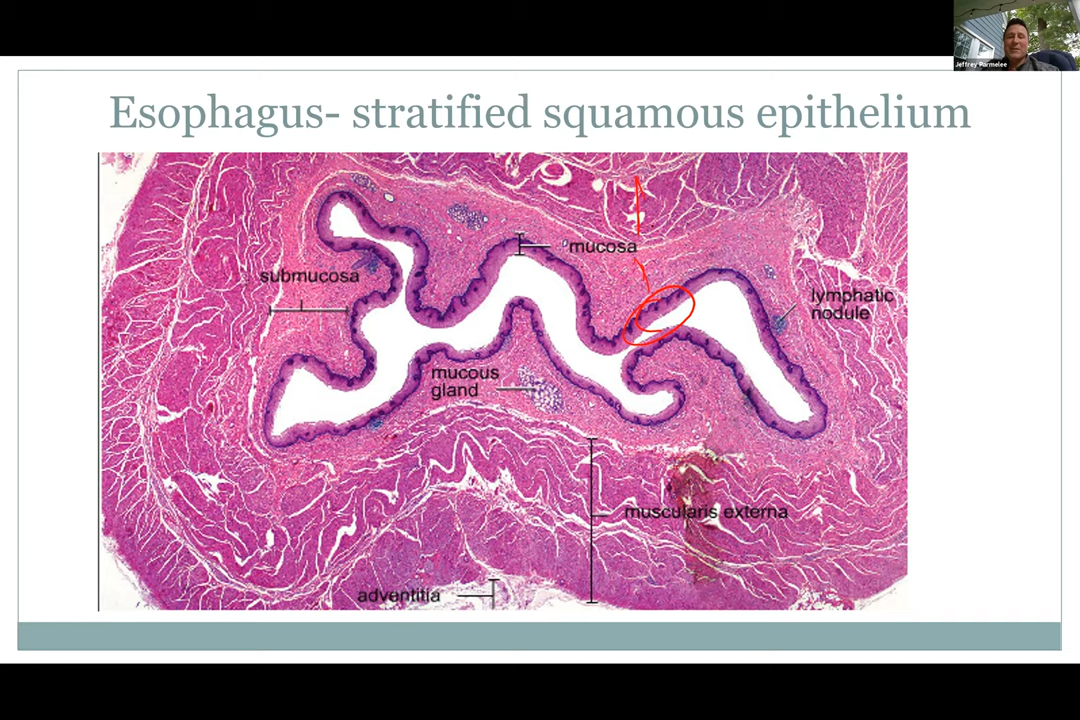 Jeffrey Parmelee
Esophagus- stratified squamous epithelium
mucosa
submucosa
lymphatic
nodule
mucous
gland
muscularis externa
adventitia